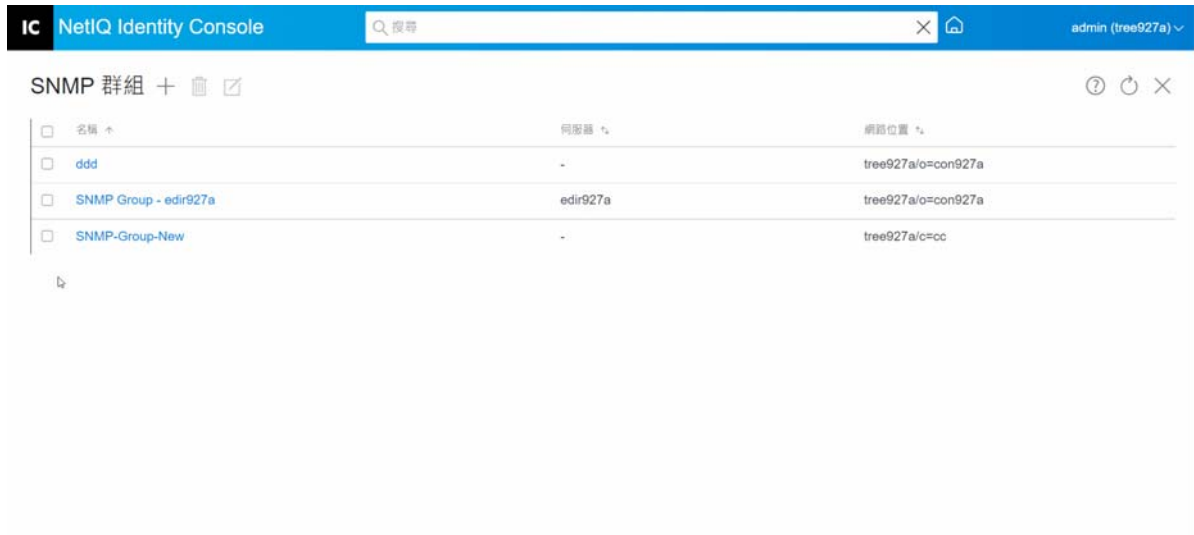 IC NetIQ Identity Console 搜尋 admin (tree927a)
SNMP 群組
名稱 伺服器 網路位置
ddd - tree927a/o=con927a
SNMP Group - edir927a edir927a tree927a/o=con927a
SNMP-Group-New - tree927a/c=cc